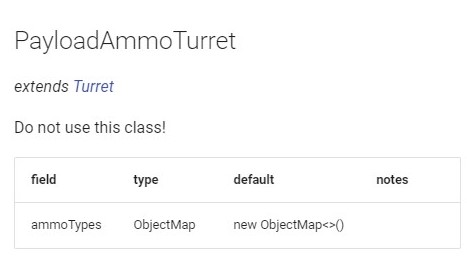 PayloadAmmoTurret
extends Turret
Do not use this class!
field type default notes
ammoTypes ObjectMap new ObjectMap<>()